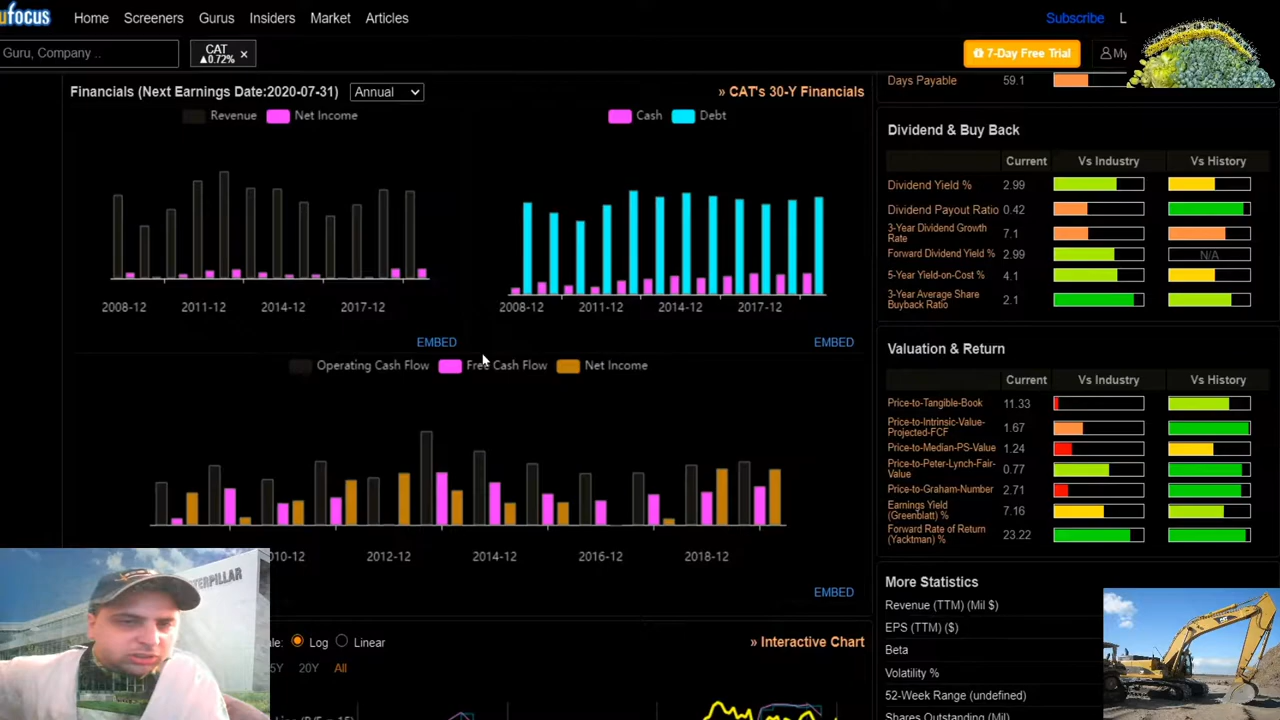 ufocus
Home Screeners Gurus Insiders Market Articles
Subscribe L
Guru, Company ..
CAT
▲0.72% ×
7-Day Free Trial
My
Financials (Next Earnings Date:2020-07-31) Annual
» CAT's 30-Y Financials
Revenue Net Income
Cash Debt
2008-12 2011-12 2014-12 2017-12
2008-12 2011-12 2014-12 2017-12
EMBED
EMBED
Operating Cash Flow Free Cash Flow Net Income
010-12 2012-12 2014-12 2016-12 2018-12
EMBED
le: Log Linear
» Interactive Chart
5Y 20Y All
Days Payable 59.1
Dividend & Buy Back
Current Vs Industry Vs History
Dividend Yield % 2.99
Dividend Payout Ratio 0.42
3-Year Dividend Growth
Rate 7.1
Forward Dividend Yield % 2.99 N/A
5-Year Yield-on-Cost % 4.1
3-Year Average Share
Buyback Ratio 2.1
Valuation & Return
Current Vs Industry Vs History
Price-to-Tangible-Book 11.33
Price-to-Intrinsic-Value-
Projected-FCF 1.67
Price-to-Median-PS-Value 1.24
Price-to-Peter-Lynch-Fair-
Value 0.77
Price-to-Graham-Number 2.71
Earnings Yield
(Greenblatt) % 7.16
Forward Rate of Return
(Yacktman) % 23.22
More Statistics
Revenue (TTM) (Mil $)
EPS (TTM) ($)
Beta
Volatility %
52-Week Range (undefined)
Shares Outstanding (Mil)
TERPILLAR
CAT